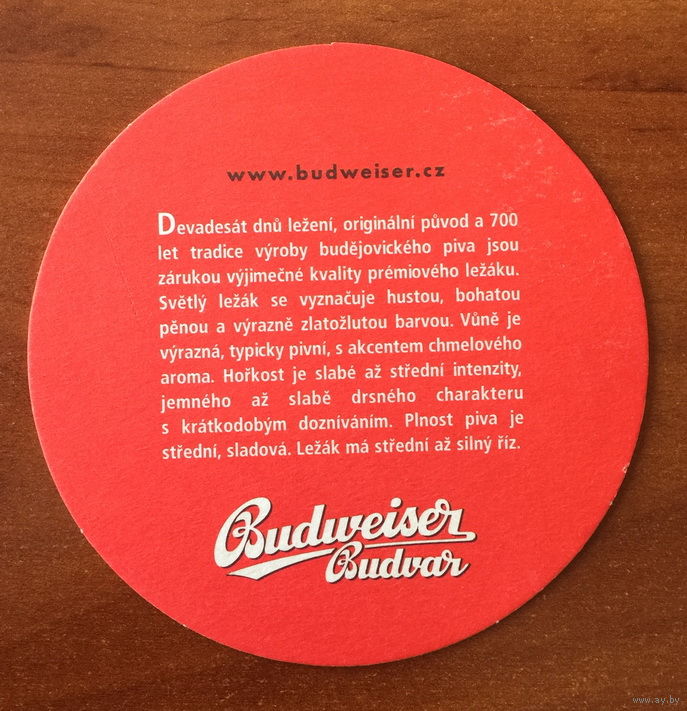 www.budweiser.cz
Devadesát dnů ležení, originální původ a 700
let tradice výroby budějovického piva jsou
zárukou výjimečné kvality prémiového ležáku.
Světlý ležák se vyznačuje hustou, bohatou
pěnou a výrazně zlatožlutou barvou. Vůně je
výrazná, typicky pivní, s akcentem chmelového
aroma. Hořkost je slabé až střední intenzity,
jemného až slabě drsného charakteru
s krátkodobým dozníváním. Plnost piva je
střední, sladová. Ležák má střední až silný říz.
Budweiser
Budvar
www.ay.by